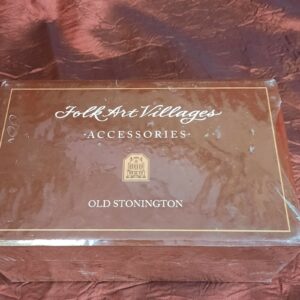 Folk Art Villages
·ACCESSORIES·
OLD STONINGTON